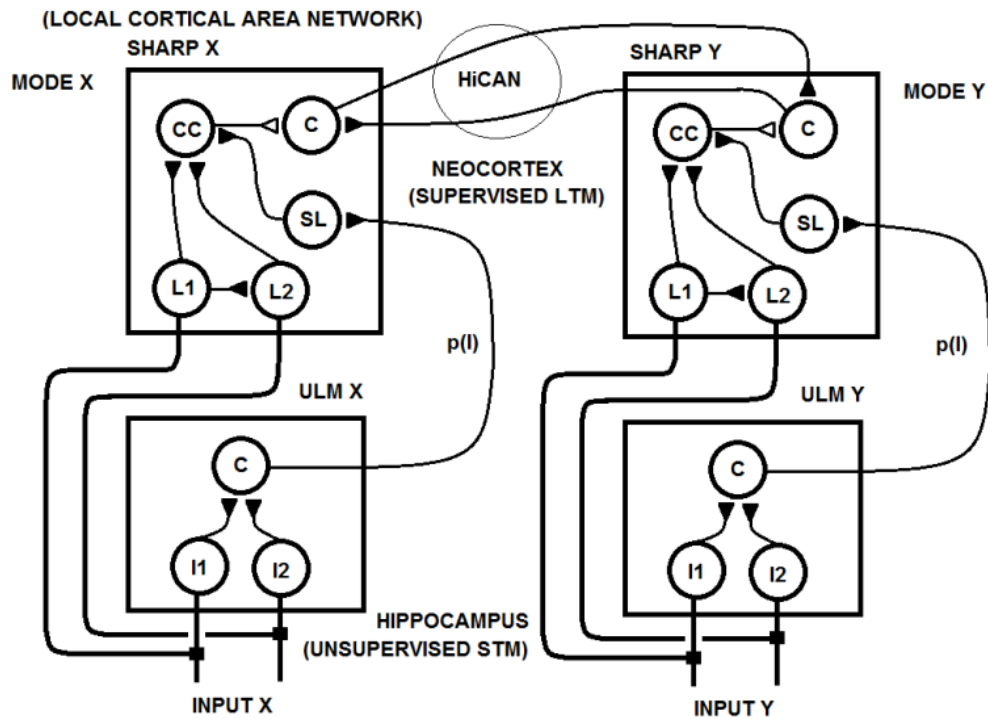 (LOCAL CORTICAL AREA NETWORK)
SHARP X
SHARP Y
MODE X
HiCAN
MODE Y
CC
C
CC
C
NEOCORTEX
(SUPERVISED LTM)
SL
SL
L1
L2
L1
L2
p(I)
p(I)
ULM X
ULM Y
C
C
I1
I2
I1
I2
HIPPOCAMPUS
(UNSUPERVISED STM)
INPUT X
INPUT Y